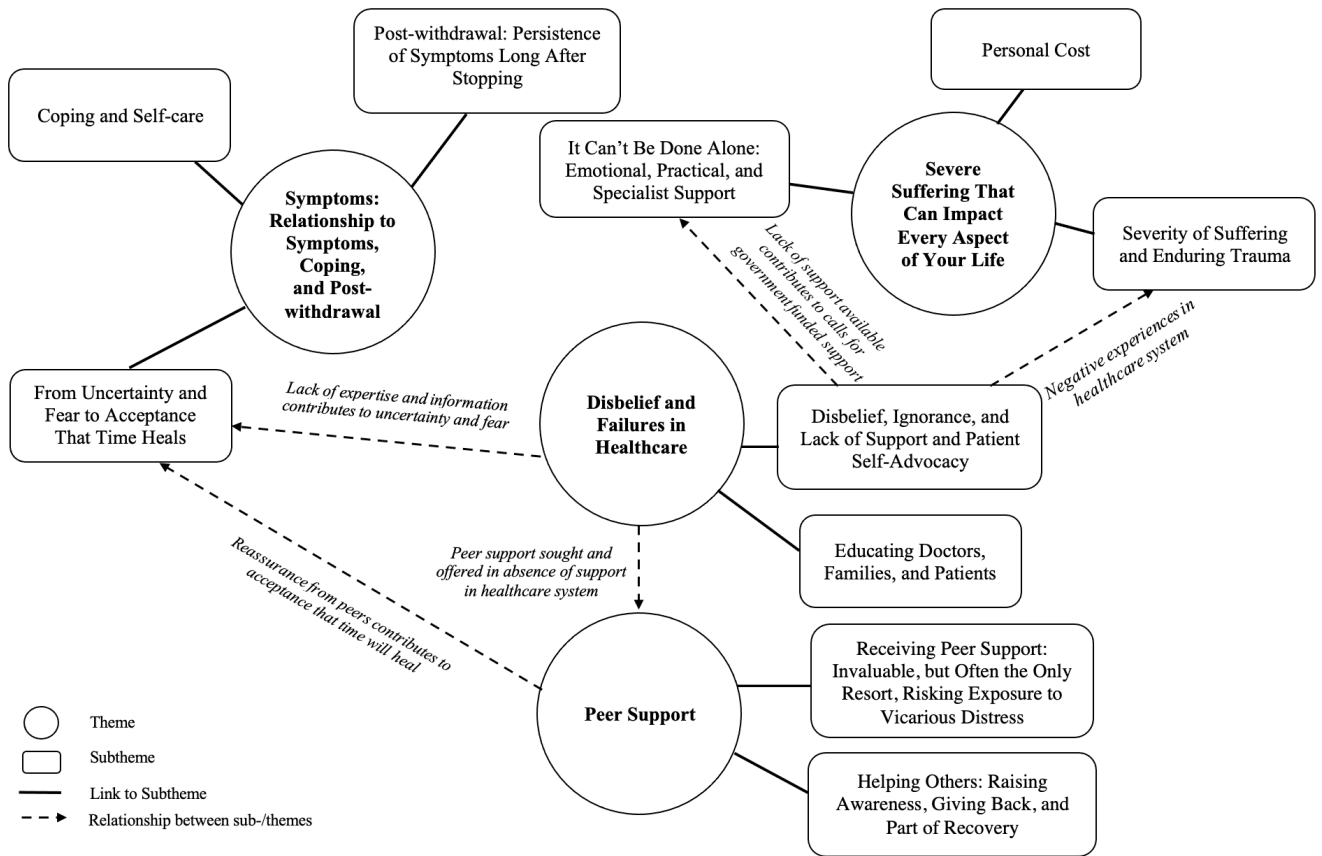 Post-withdrawal: Persistence
of Symptoms Long After
Stopping
Personal Cost
Coping and Self-care
It Can’t Be Done Alone:
Emotional, Practical, and
Specialist Support
Severe
Suffering That
Can Impact
Every Aspect
of Your Life
Symptoms:
Relationship to
Symptoms,
Coping,
and Post-
withdrawal
Severity of Suffering
and Enduring Trauma
Lack of support available
contributes to calls for
government funded support
Negative experiences in
healthcare system
From Uncertainty and
Fear to Acceptance
That Time Heals
Lack of expertise and information
contributes to uncertainty and fear
Disbelief and
Failures in
Healthcare
Disbelief, Ignorance, and
Lack of Support and Patient
Self-Advocacy
Reassurance from peers contributes to
acceptance that time will heal
Peer support sought and
offered in absence of support
in healthcare system
Educating Doctors,
Families, and Patients
Peer Support
Receiving Peer Support:
Invaluable, but Often the Only
Resort, Risking Exposure to
Vicarious Distress
Helping Others: Raising
Awareness, Giving Back, and
Part of Recovery
Theme
Subtheme
Link to Subtheme
Relationship between sub-/themes